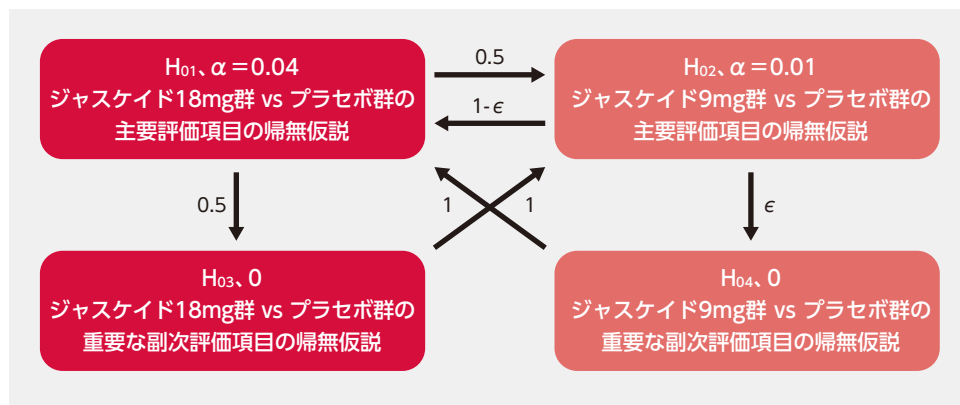 H₀₁、α＝0.04
ジャスケイド18mg群 vs プラセボ群の
主要評価項目の帰無仮説
0.5
1-ϵ
H₀₂、α＝0.01
ジャスケイド9mg群 vs プラセボ群の
主要評価項目の帰無仮説
0.5
1
1
ϵ
H₀₃、0
ジャスケイド18mg群 vs プラセボ群の
重要な副次評価項目の帰無仮説
H₀₄、0
ジャスケイド9mg群 vs プラセボ群の
重要な副次評価項目の帰無仮説